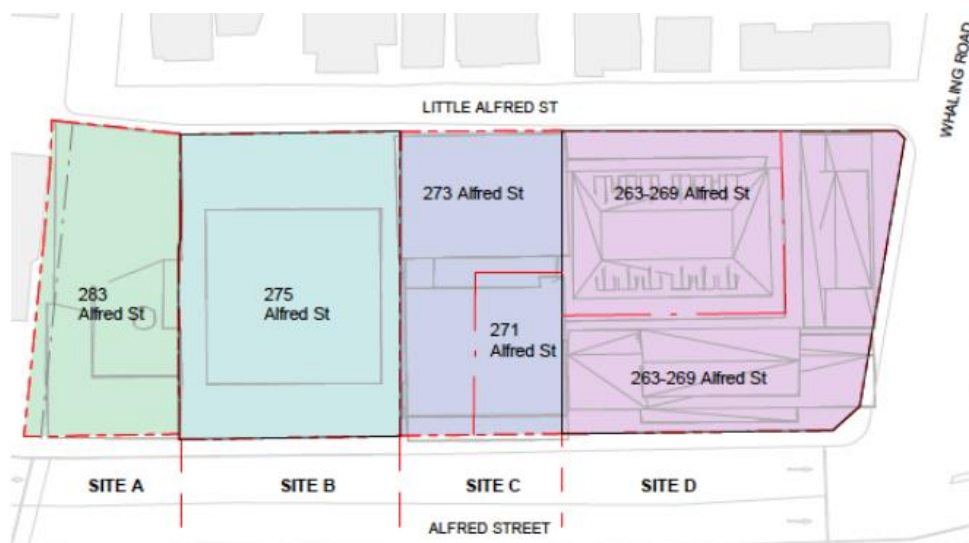 WHALING ROAD
LITTLE ALFRED ST
273 Alfred St
263-269 Alfred St
283
Alfred St
275
Alfred St
271
Alfred St
263-269 Alfred St
SITE A
SITE B
SITE C
SITE D
ALFRED STREET